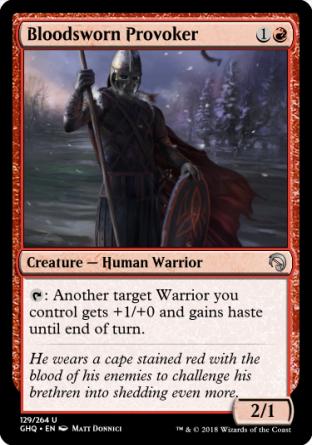 Bloodsworn Provoker 1
Creature — Human Warrior
: Another target Warrior you
control gets +1/+0 and gains haste
until end of turn.
He wears a cape stained red with the
blood of his enemies to challenge his
brethren into shedding even more.
2/1
129/264 U
GHQ • EN Matt Donnici
™ & © 2018 Wizards of the Coast